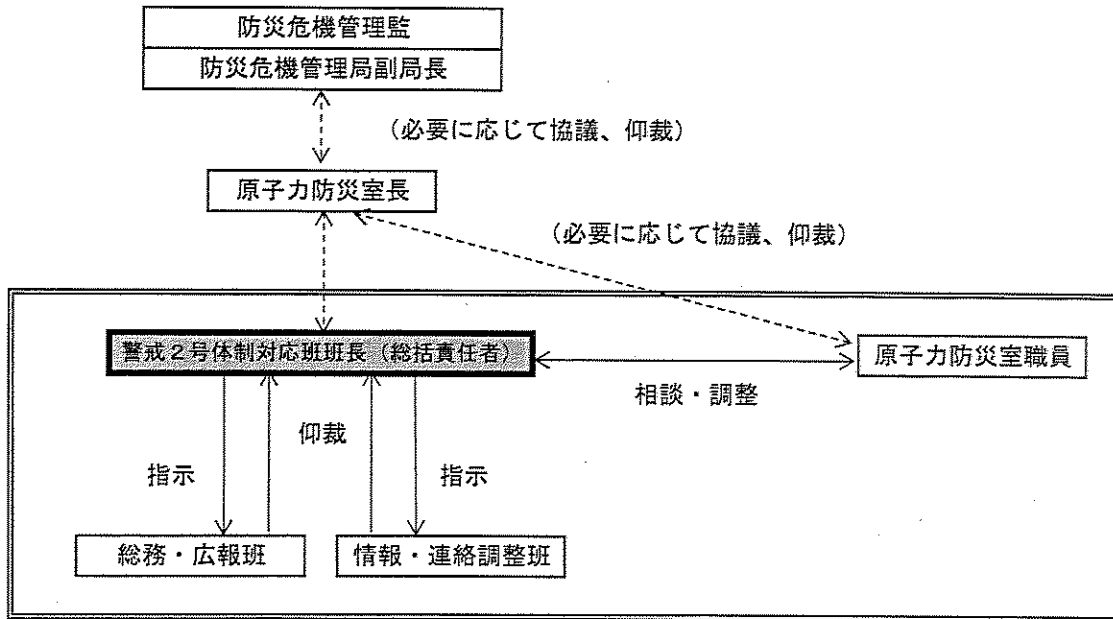 防災危機管理監
防災危機管理局副局長
（必要に応じて協議、仰裁）
原子力防災室長
（必要に応じて協議、仰裁）
警戒２号体制対応班班長（総括責任者）
原子力防災室職員
相談・調整
仰裁
指示
指示
総務・広報班
情報・連絡調整班